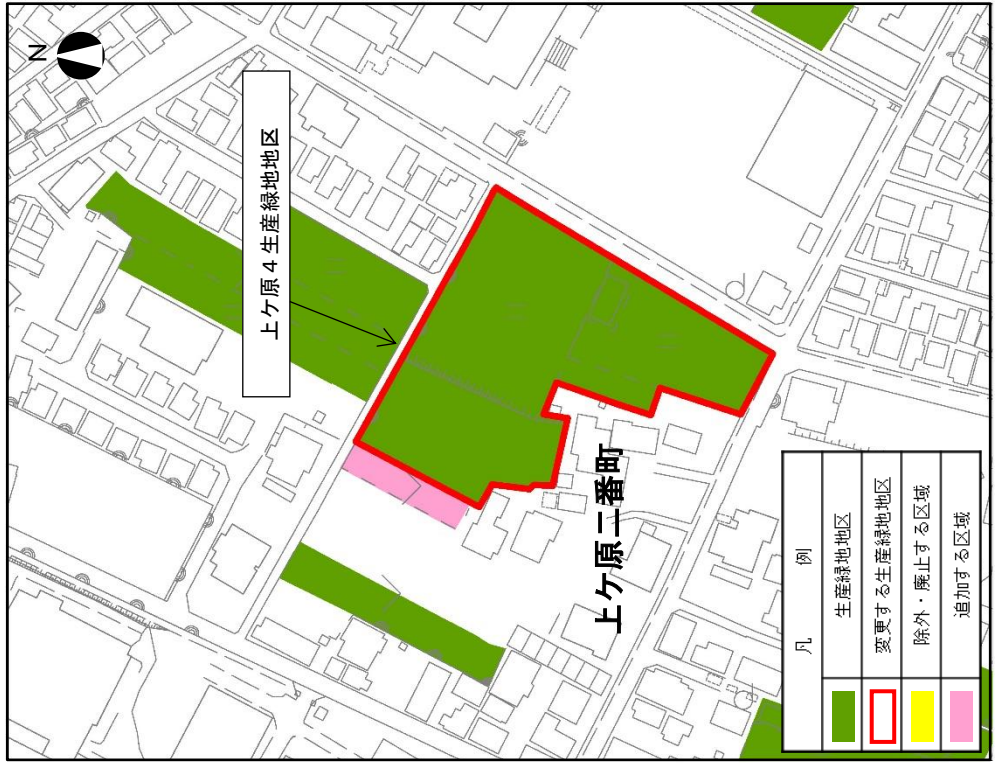 N
上ケ原４生産緑地地区
上ケ原二番町
凡　例
生産緑地地区
変更する生産緑地地区
除外・廃止する区域
追加する区域